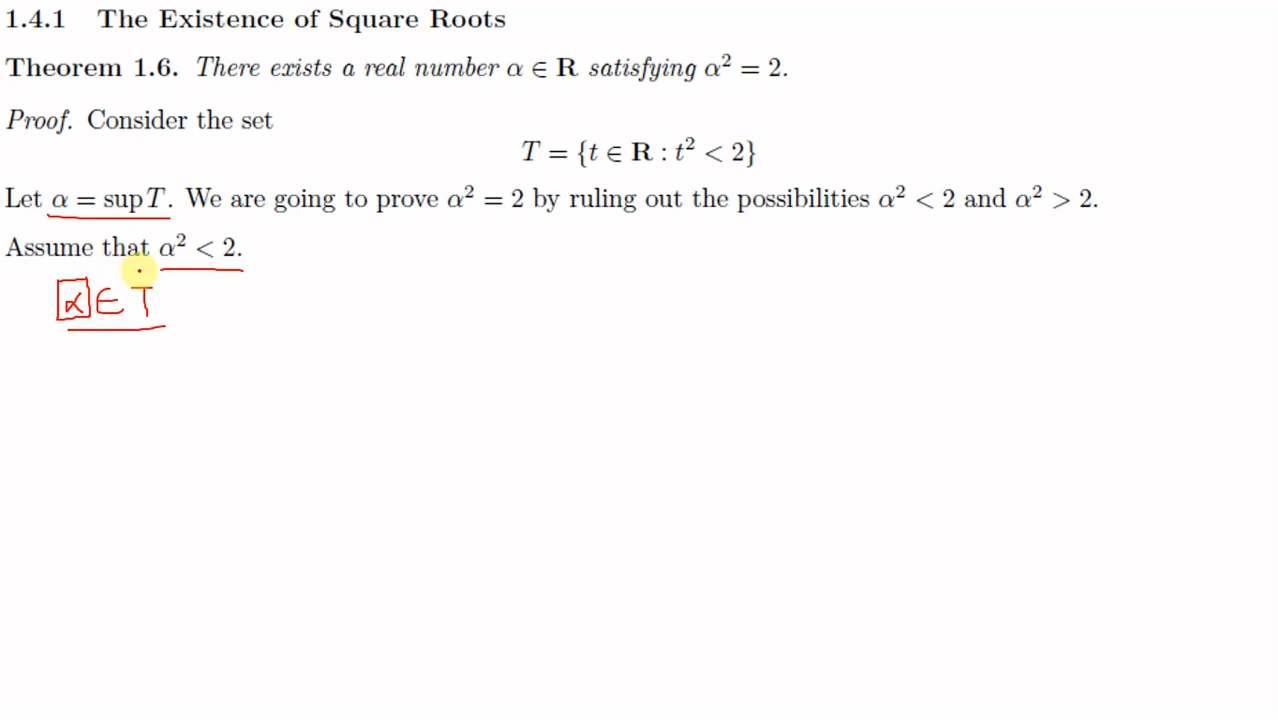 1.4.1 The Existence of Square Roots
Theorem 1.6. There exists a real number α ∈ R satisfying α² = 2.
Proof. Consider the set
T = {t ∈ R : t² < 2}
Let α = sup T. We are going to prove α² = 2 by ruling out the possibilities α² < 2 and α² > 2.
Assume that α² < 2.
α ∈ T